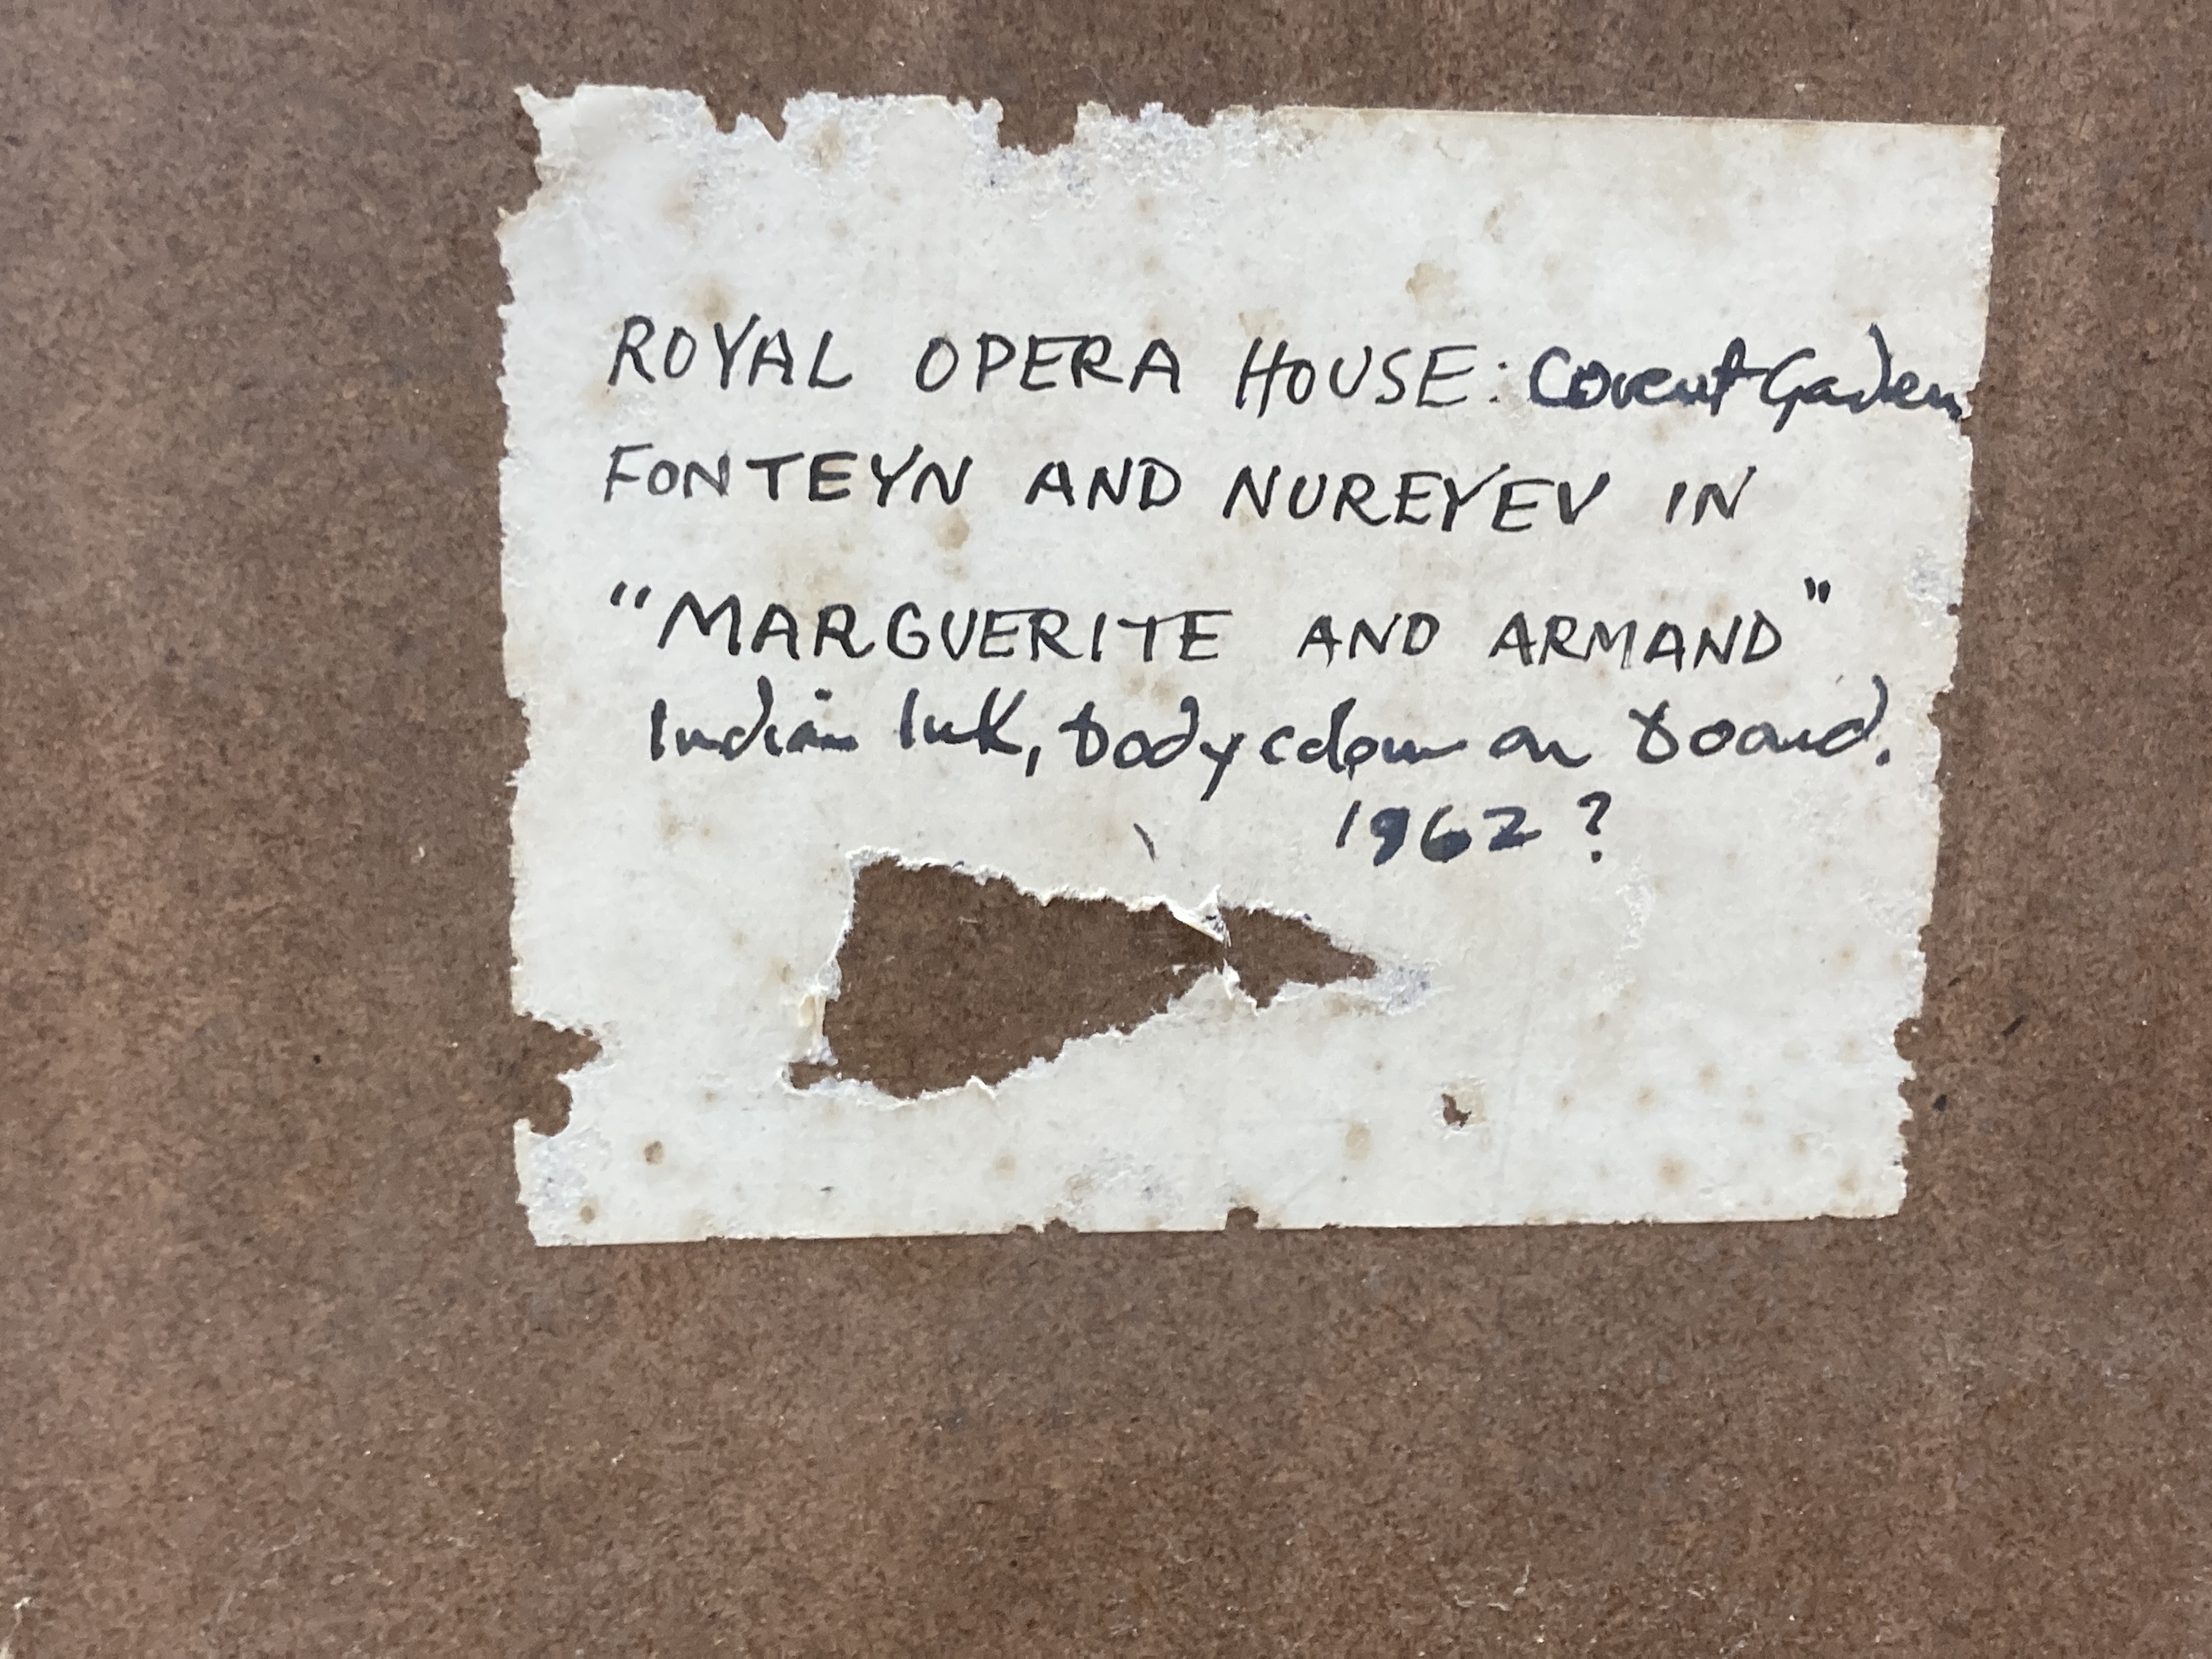 ROYAL OPERA HOUSE: Covent Garden
FONTEYN AND NUREYEV IN
"MARGUERITE AND ARMAND"
Indian Ink, bodycolour on board.
1962?